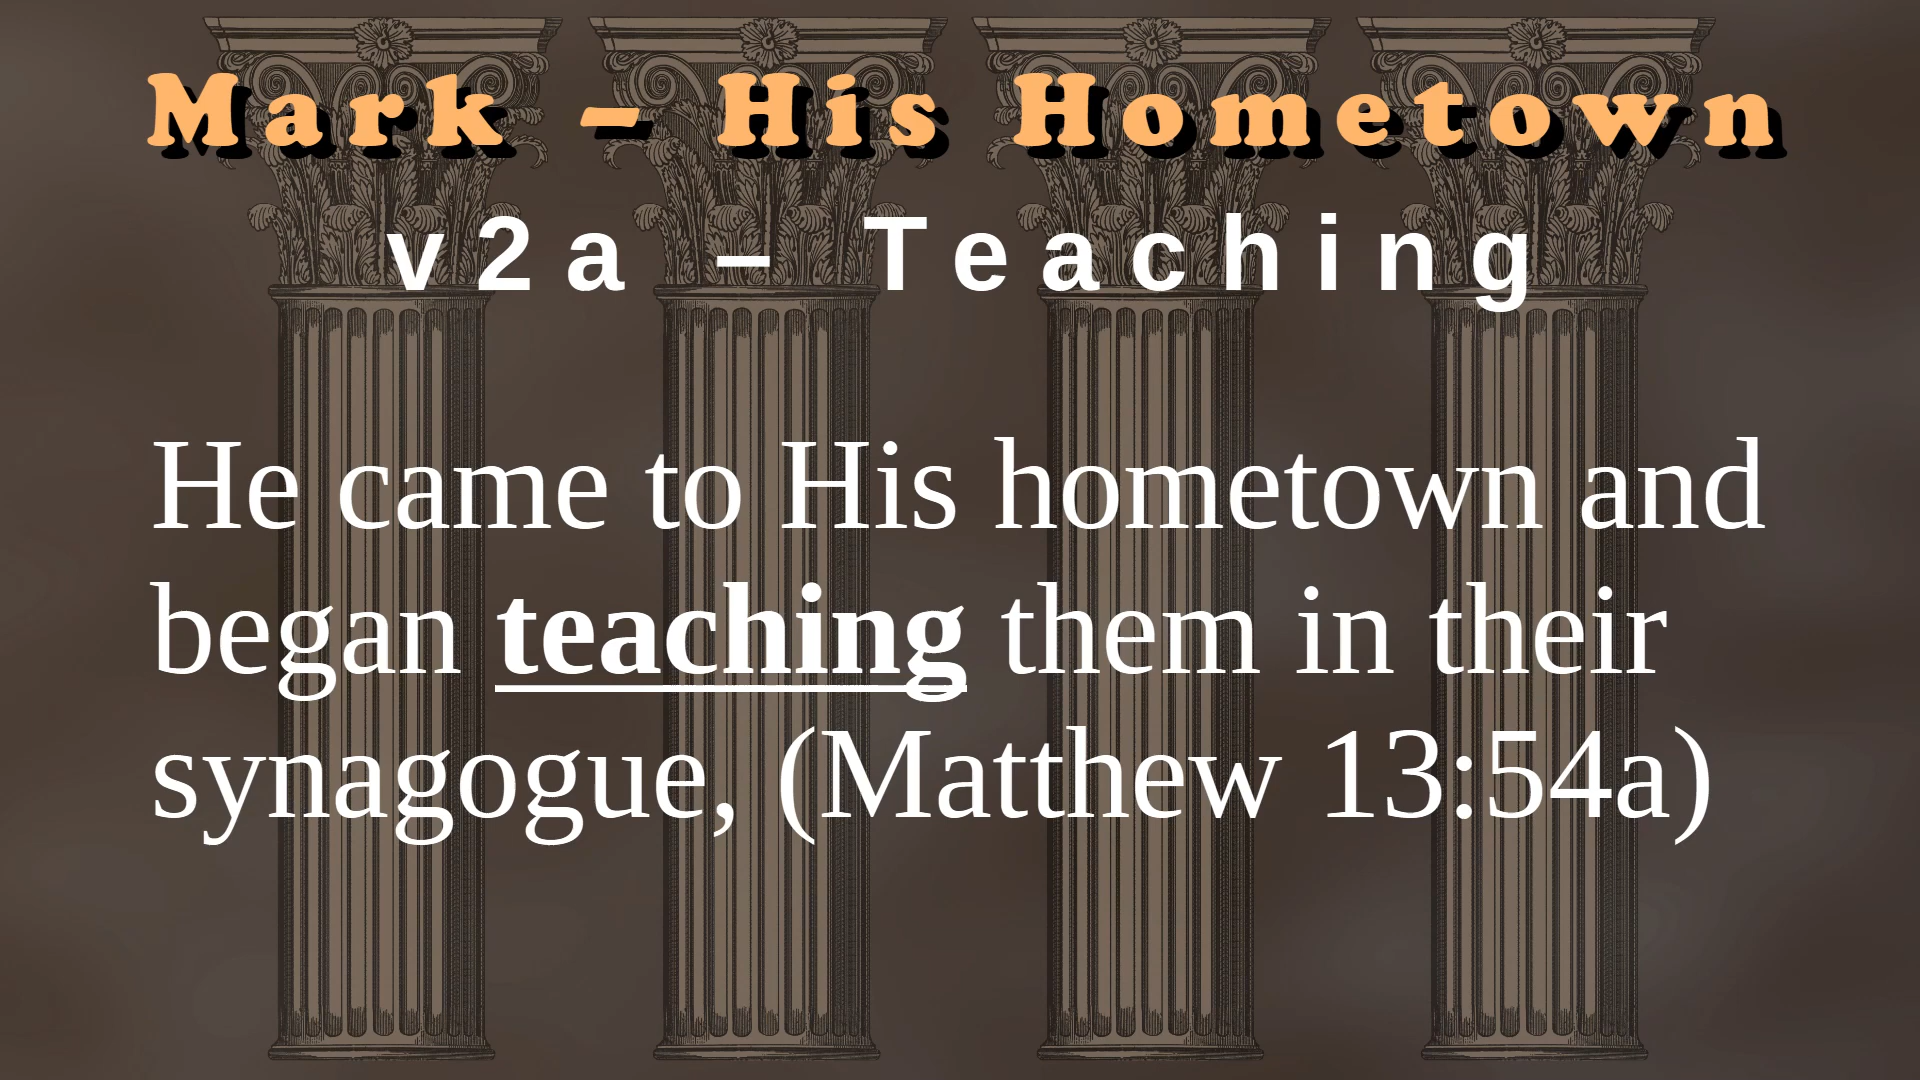 Mark – His Hometown
v2a – Teaching
He came to His hometown and
began teaching them in their
synagogue, (Matthew 13:54a)